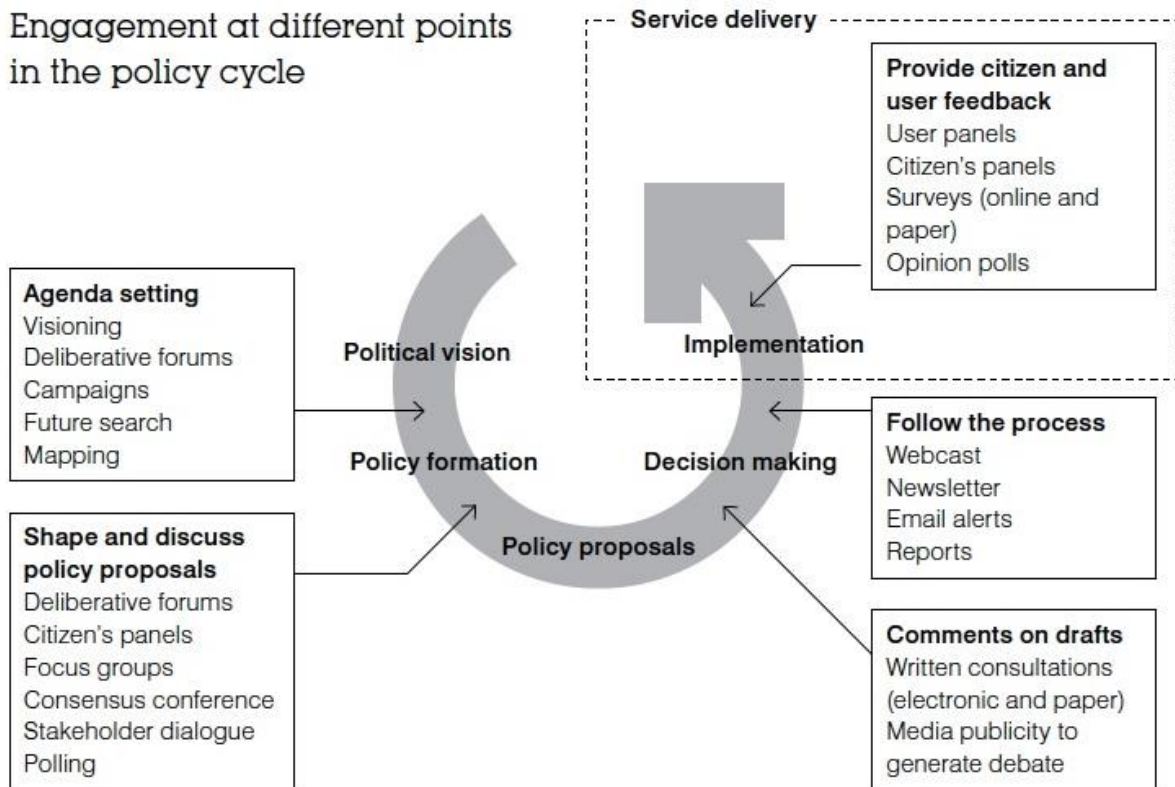 Engagement at different points
in the policy cycle
Service delivery
Provide citizen and
user feedback
User panels
Citizen's panels
Surveys (online and
paper)
Opinion polls
Agenda setting
Visioning
Deliberative forums
Campaigns
Future search
Mapping
Political vision
Implementation
Policy formation
Decision making
Policy proposals
Follow the process
Webcast
Newsletter
Email alerts
Reports
Shape and discuss
policy proposals
Deliberative forums
Citizen's panels
Focus groups
Consensus conference
Stakeholder dialogue
Polling
Comments on drafts
Written consultations
(electronic and paper)
Media publicity to
generate debate